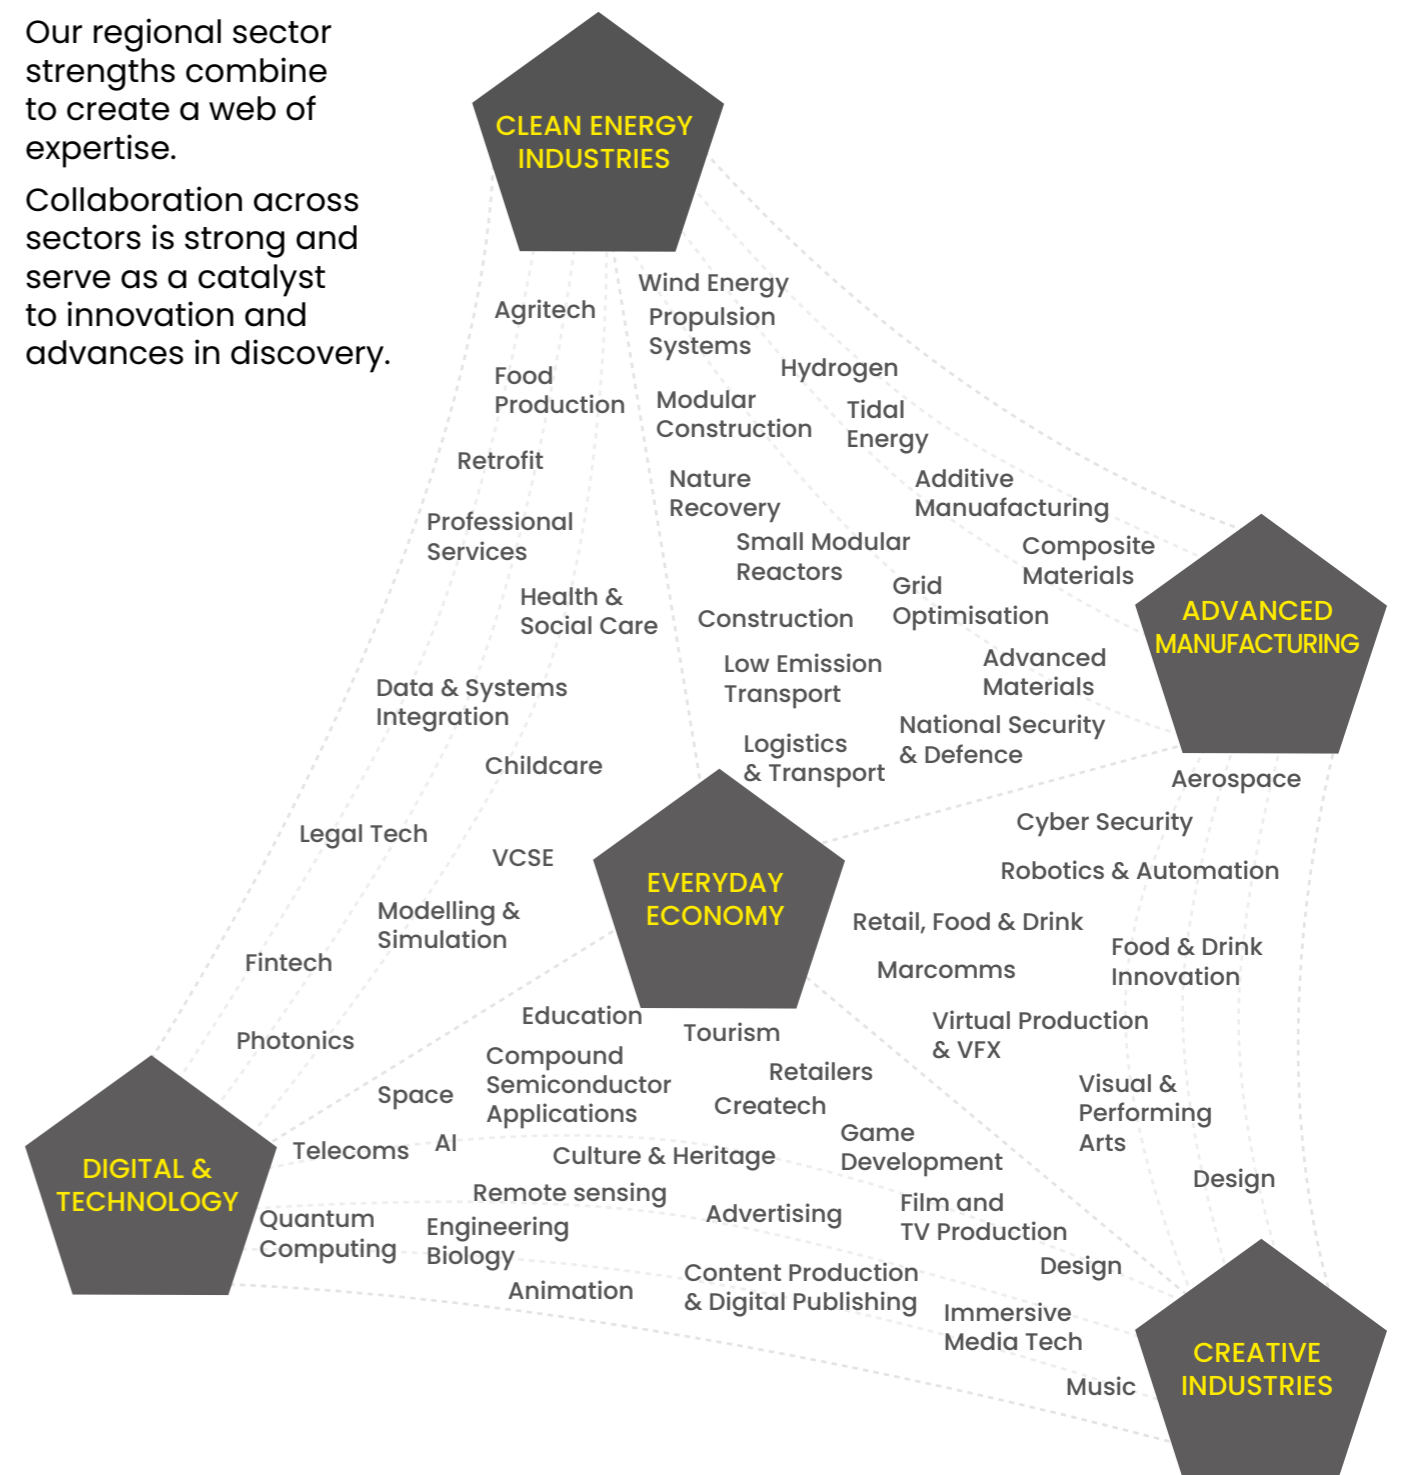 Our regional sector
strengths combine
to create a web of
expertise.
Collaboration across
sectors is strong and
serve as a catalyst
to innovation and
advances in discovery.
CLEAN ENERGY
INDUSTRIES
Wind Energy
Agritech
Propulsion
Systems
Hydrogen
Food
Production
Modular
Construction
Tidal
Energy
Retrofit
Nature
Recovery
Additive
Manuafacturing
Professional
Services
Small Modular
Reactors
Composite
Materials
Health &
Social Care
Grid
Optimisation
Construction
ADVANCED
MANUFACTURING
Low Emission
Transport
Advanced
Materials
Data & Systems
Integration
National Security
& Defence
Logistics
& Transport
Childcare
Aerospace
Cyber Security
Legal Tech
VCSE
Robotics & Automation
EVERYDAY
ECONOMY
Modelling &
Simulation
Retail, Food & Drink
Food & Drink
Innovation
Fintech
Marcomms
Education
Tourism
Virtual Production
& VFX
Photonics
Compound
Semiconductor
Applications
Retailers
Visual &
Performing
Arts
Space
Createch
Telecoms
AI
Game
Development
Culture & Heritage
DIGITAL &
TECHNOLOGY
Design
Remote sensing
Film and
TV Production
Advertising
Quantum
Computing
Engineering
Biology
Design
Content Production
& Digital Publishing
Animation
Immersive
Media Tech
CREATIVE
INDUSTRIES
Music